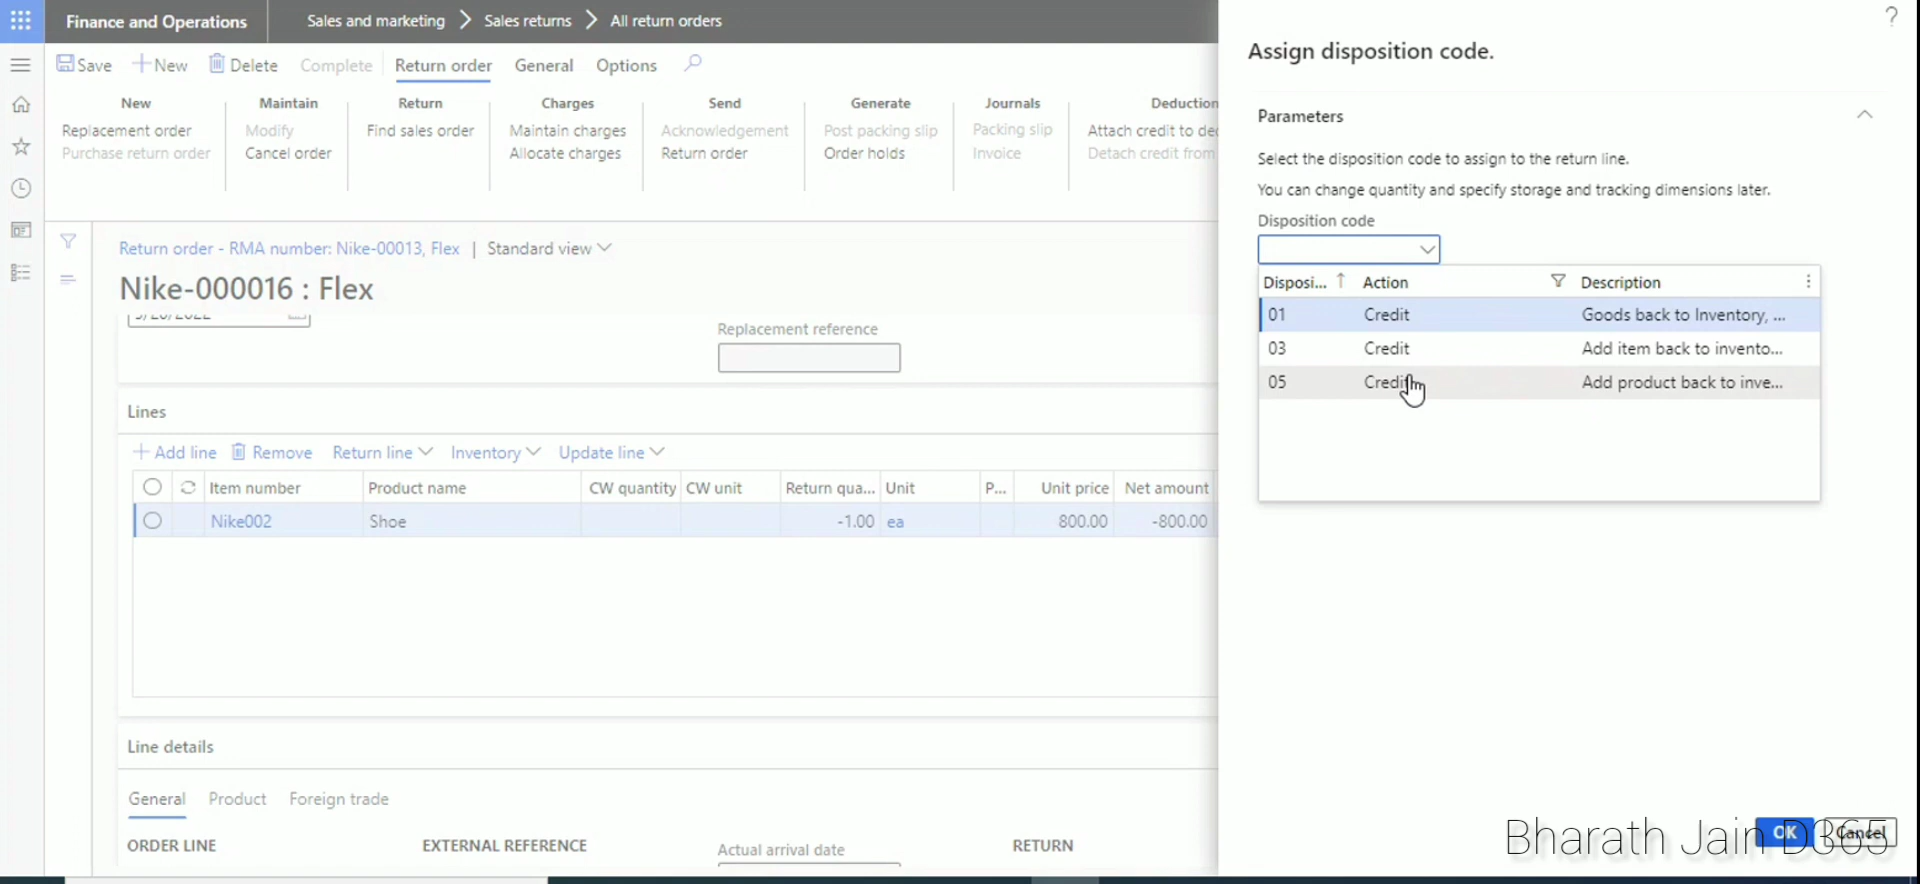 Finance and Operations
Sales and marketing > Sales returns > All return orders
?
Save New Delete Complete Return order General Options
New Maintain Return Charges Send Generate Journals Deduction
Replacement order Modify Find sales order Maintain charges Acknowledgement Post packing slip Packing slip Attach credit to dec
Purchase return order Cancel order Allocate charges Return order Order holds Invoice Detach credit from
Return order - RMA number: Nike-00013, Flex | Standard view
Nike-000016 : Flex
Replacement reference
Lines
Add line Remove Return line Inventory Update line
Item number Product name CW quantity CW unit Return qua... Unit P... Unit price Net amount
Nike002 Shoe -1.00 ea 800.00 -800.00
Line details
General Product Foreign trade
ORDER LINE EXTERNAL REFERENCE Actual arrival date RETURN
Assign disposition code.
Parameters
Select the disposition code to assign to the return line.
You can change quantity and specify storage and tracking dimensions later.
Disposition code
Disposi... Action Description
01 Credit Goods back to Inventory, ...
03 Credit Add item back to invento...
05 Credit Add product back to inve...
OK Cancel
Bharath Jain D365